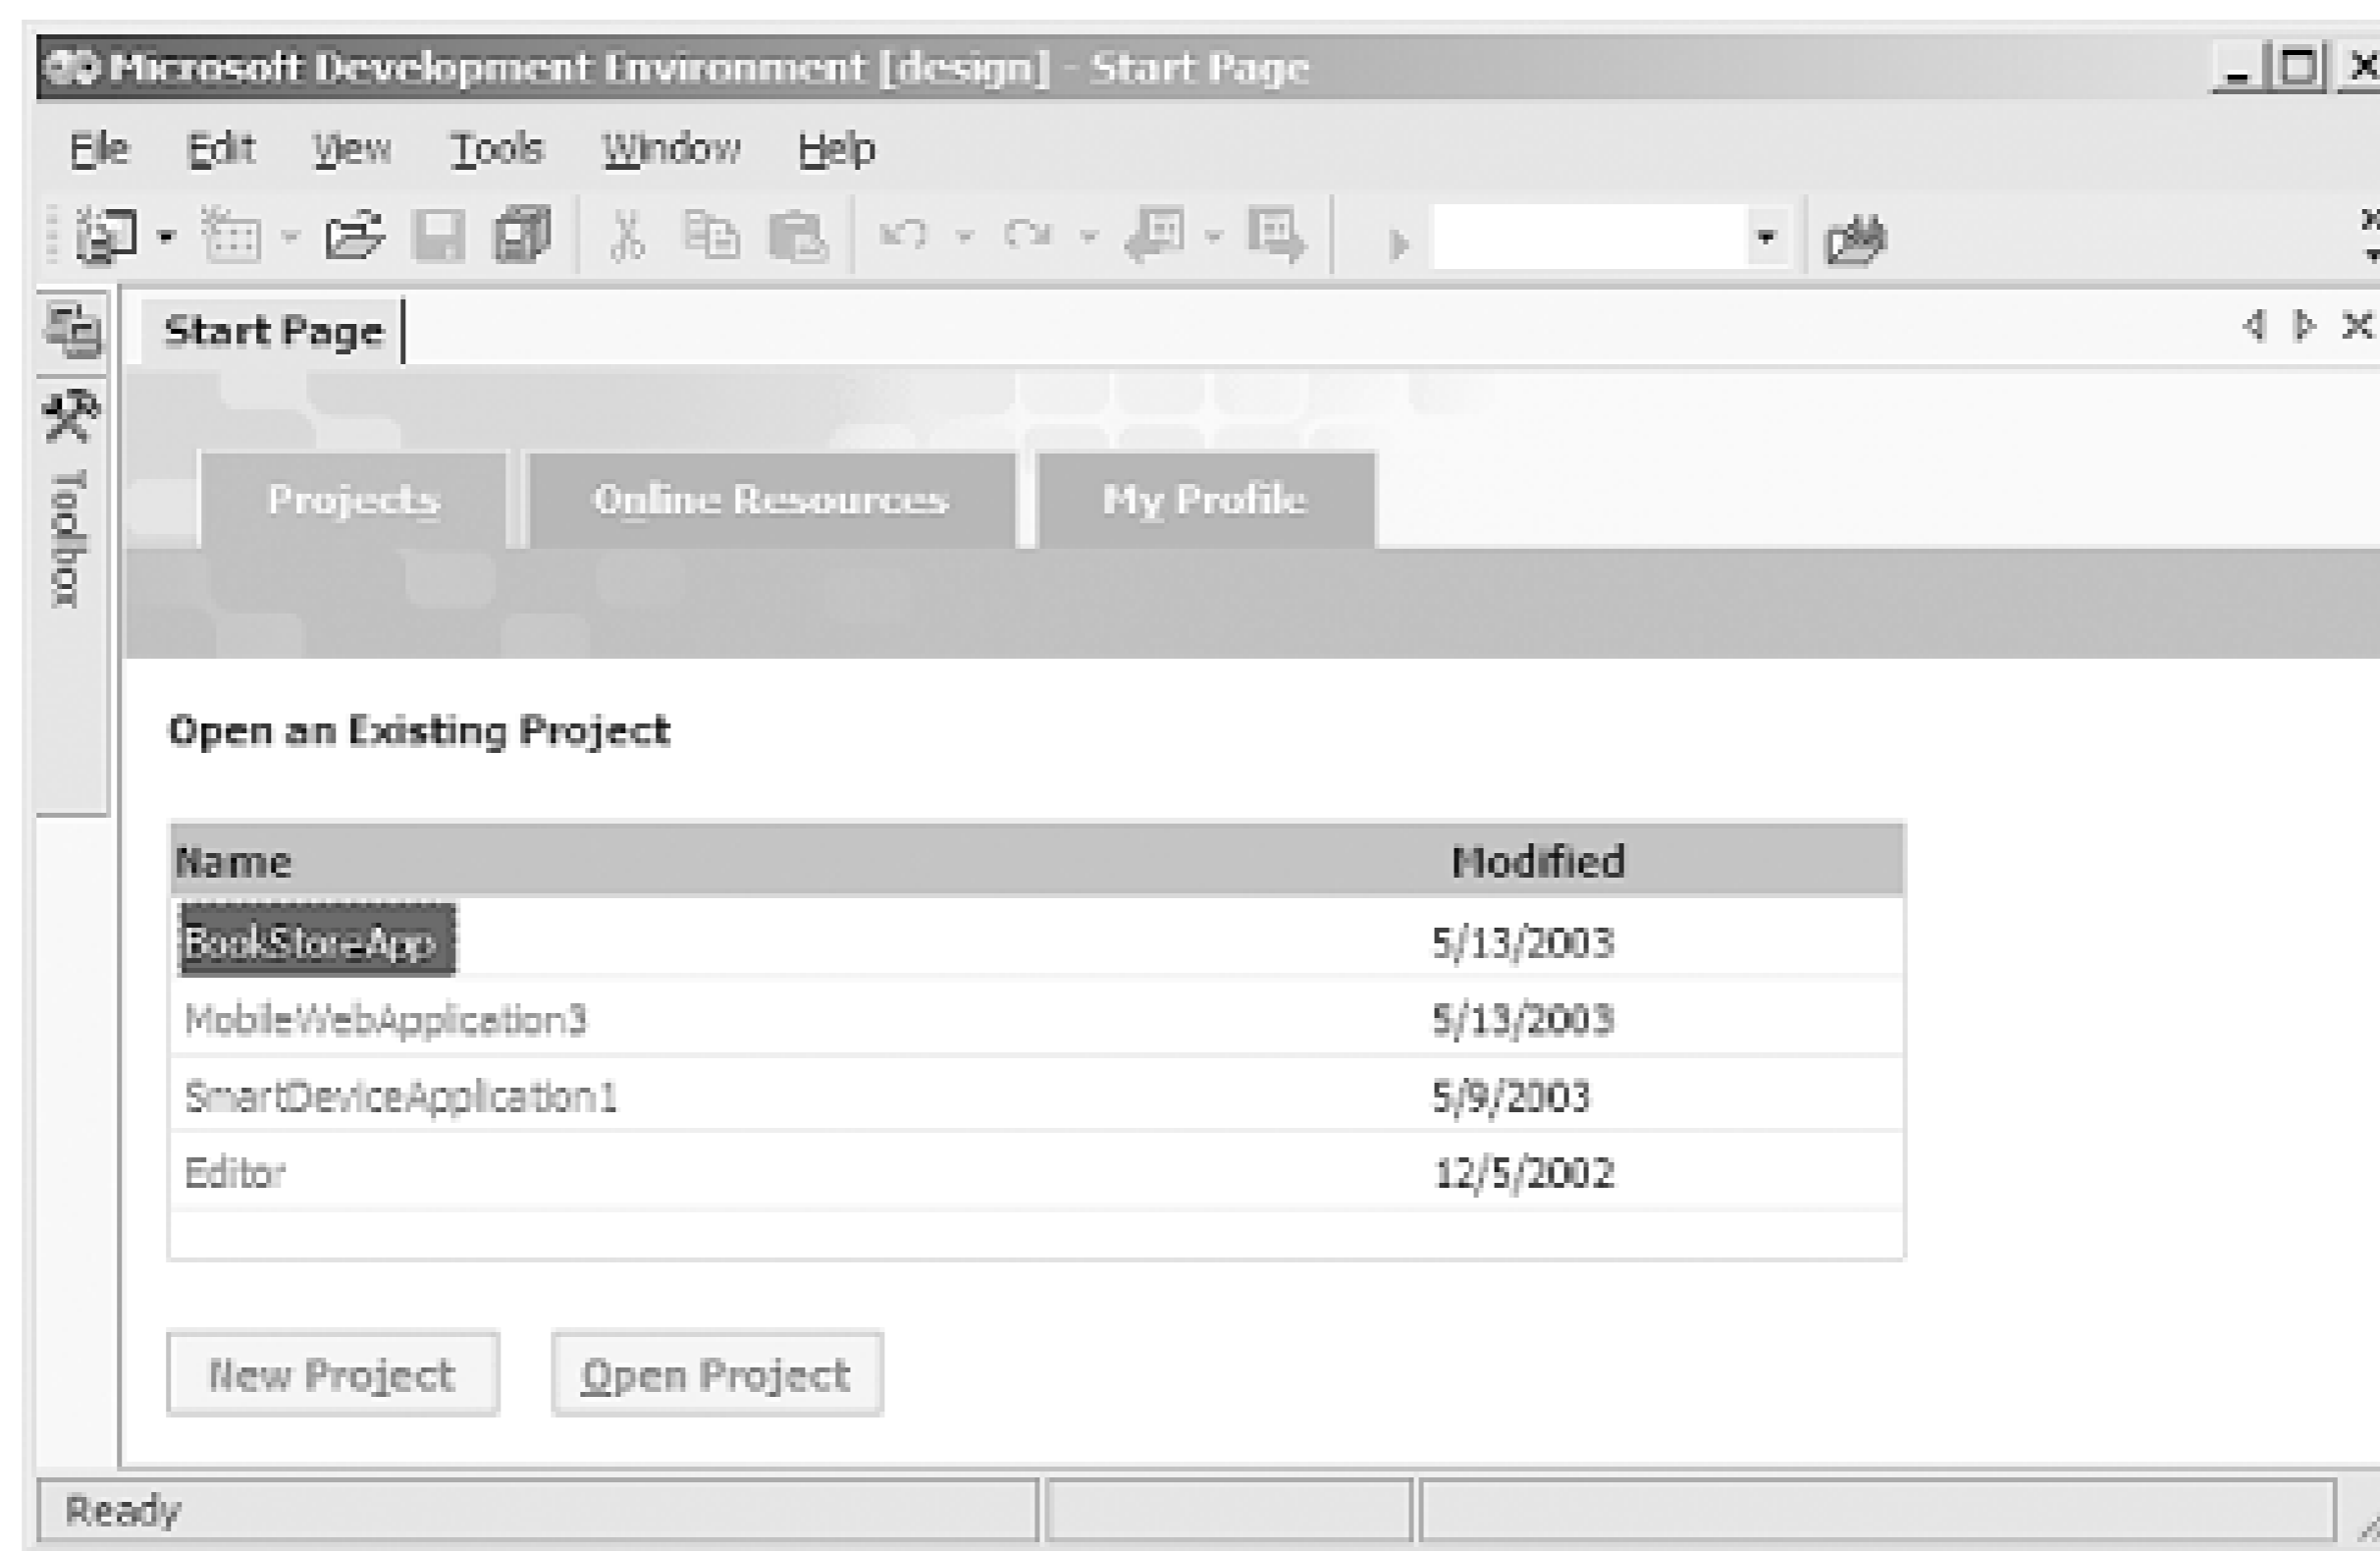 Microsoft Development Environment [design] - Start Page
File Edit View Tools Window Help
Start Page
Toolbox
Projects Online Resources My Profile
Open an Existing Project
Name Modified
BookStoreApp 5/13/2003
MobileWebApplication3 5/13/2003
SmartDeviceApplication1 5/9/2003
Editor 12/5/2002
New Project Open Project
Ready